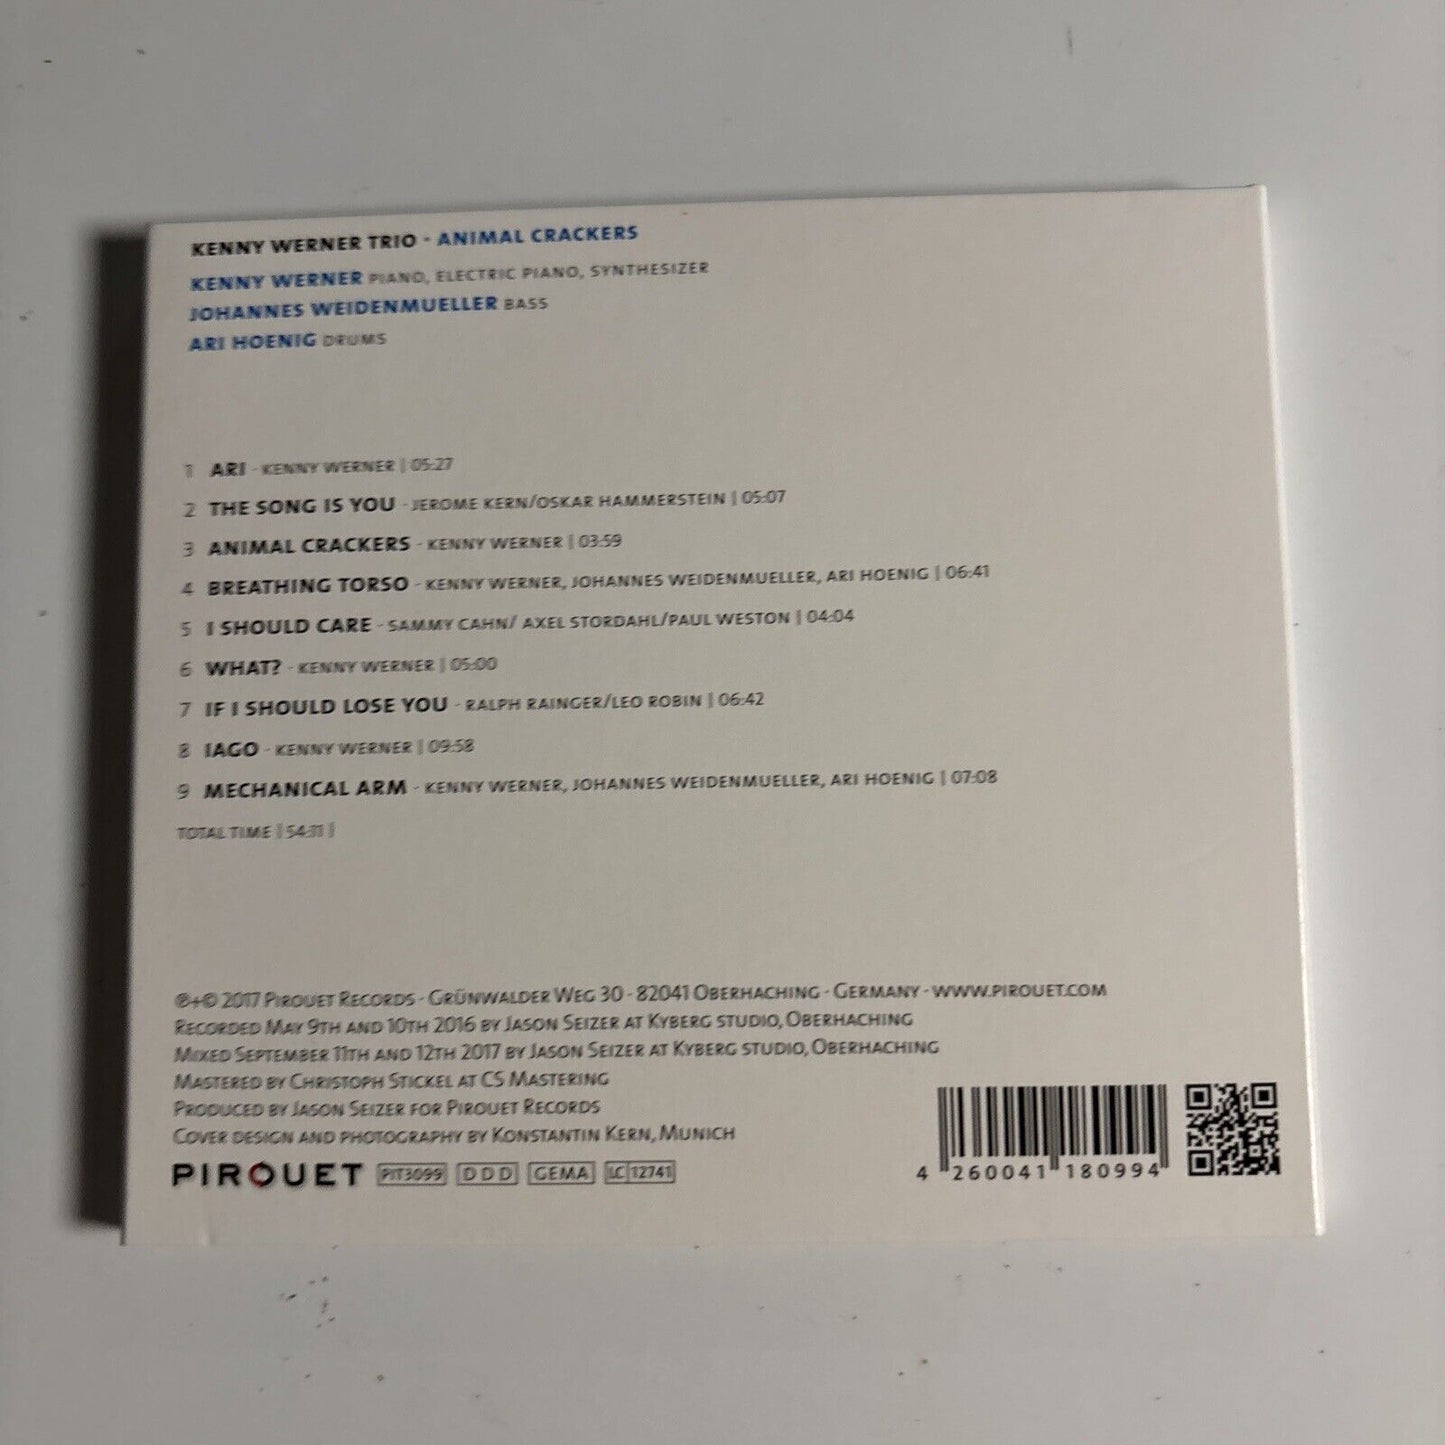 KENNY WERNER TRIO - ANIMAL CRACKERS
KENNY WERNER PIANO, ELECTRIC PIANO, SYNTHESIZER
JOHANNES WEIDENMUELLER BASS
ARI HOENIG DRUMS
1 ARI - KENNY WERNER | 05:27
2 THE SONG IS YOU - JEROME KERN/OSKAR HAMMERSTEIN | 05:07
3 ANIMAL CRACKERS - KENNY WERNER | 03:59
4 BREATHING TORSO - KENNY WERNER, JOHANNES WEIDENMUELLER, ARI HOENIG | 06:41
5 I SHOULD CARE - SAMMY CAHN/ AXEL STORDAHL/PAUL WESTON | 04:04
6 WHAT? - KENNY WERNER | 05:00
7 IF I SHOULD LOSE YOU - RALPH RAINGER/LEO ROBIN | 06:42
8 IAGO - KENNY WERNER | 09:58
9 MECHANICAL ARM - KENNY WERNER, JOHANNES WEIDENMUELLER, ARI HOENIG | 07:08
TOTAL TIME | 54:11 |
℗+© 2017 PIROUET RECORDS · GRÜNWALDER WEG 30 · 82041 OBERHACHING · GERMANY · WWW.PIROUET.COM
RECORDED MAY 9TH AND 10TH 2016 BY JASON SEIZER AT KYBERG STUDIO, OBERHACHING
MIXED SEPTEMBER 11TH AND 12TH 2017 BY JASON SEIZER AT KYBERG STUDIO, OBERHACHING
MASTERED BY CHRISTOPH STICKEL AT CS MASTERING
PRODUCED BY JASON SEIZER FOR PIROUET RECORDS
COVER DESIGN AND PHOTOGRAPHY BY KONSTANTIN KERN, MUNICH
PIROUET PIT3099 DDD GEMA LC 12741
4 260041 180994